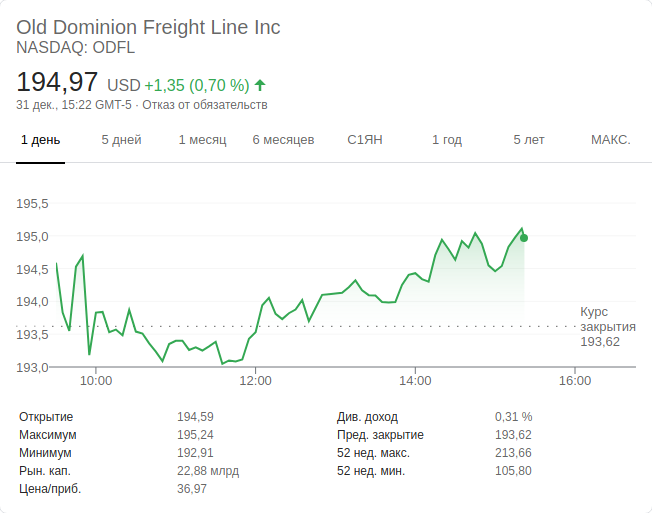 Old Dominion Freight Line Inc
NASDAQ: ODFL
194,97 USD +1,35 (0,70 %)
31 дек., 15:22 GMT-5 · Отказ от обязательств
1 день 5 дней 1 месяц 6 месяцев С1ЯН 1 год 5 лет МАКС.
195,5
195,0
194,5
194,0
193,5
193,0
Курс
закрытия
193,62
10:00 12:00 14:00 16:00
Открытие 194,59 Див. доход 0,31 %
Максимум 195,24 Пред. закрытие 193,62
Минимум 192,91 52 нед. макс. 213,66
Рын. кап. 22,88 млрд 52 нед. мин. 105,80
Цена/приб. 36,97